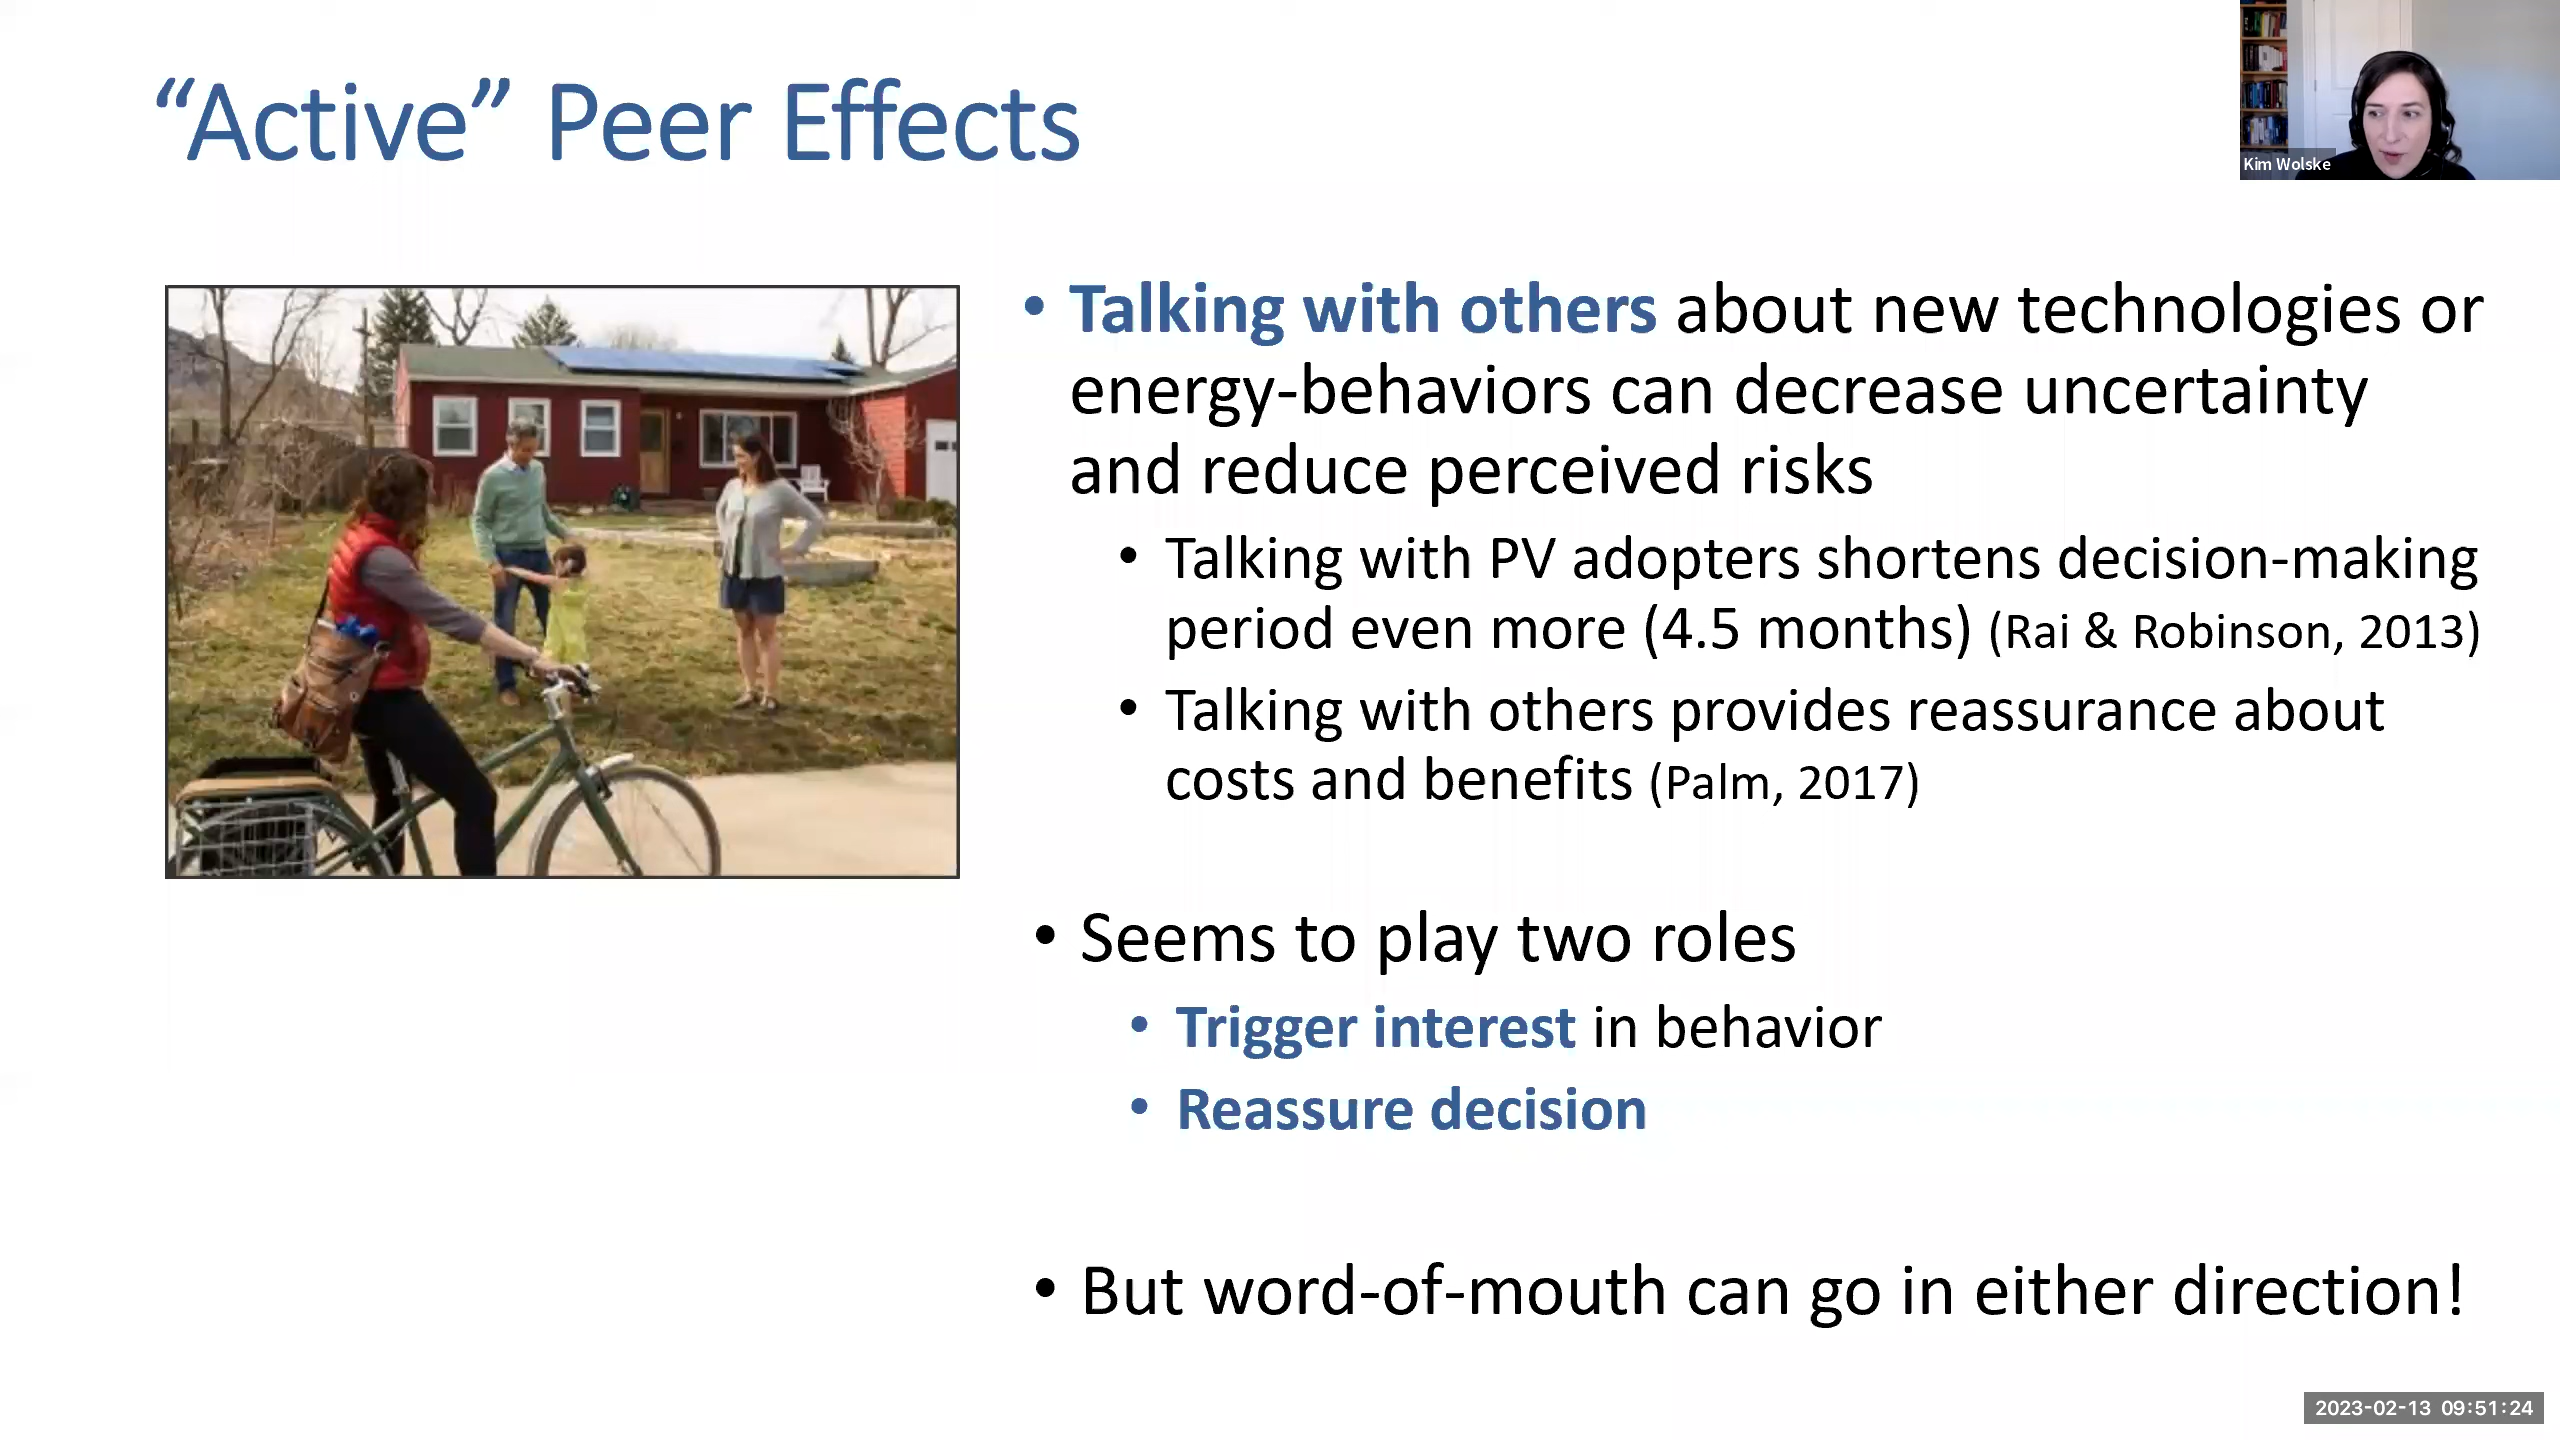 “Active” Peer Effects
Kim Wolske
• Talking with others about new technologies or
energy-behaviors can decrease uncertainty
and reduce perceived risks
• Talking with PV adopters shortens decision-making
period even more (4.5 months) (Rai & Robinson, 2013)
• Talking with others provides reassurance about
costs and benefits (Palm, 2017)
• Seems to play two roles
• Trigger interest in behavior
• Reassure decision
• But word-of-mouth can go in either direction!
2023-02-13 09:51:24